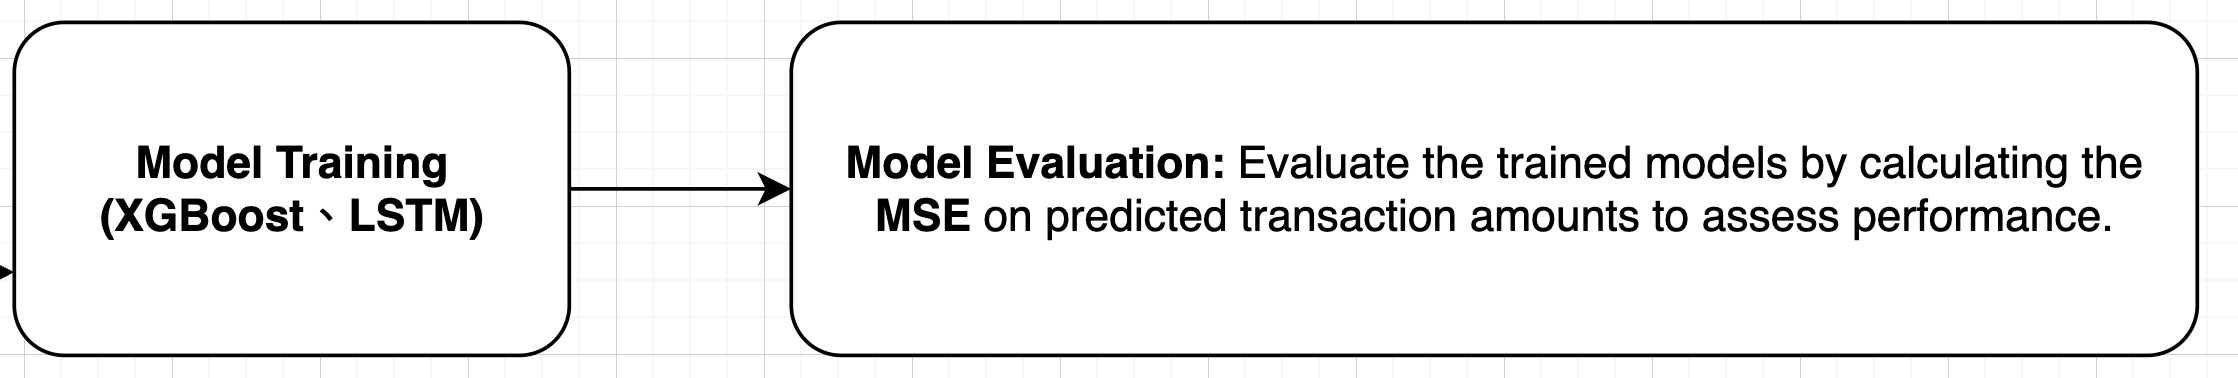 Model Training
(XGBoost、LSTM)
Model Evaluation: Evaluate the trained models by calculating the
MSE on predicted transaction amounts to assess performance.